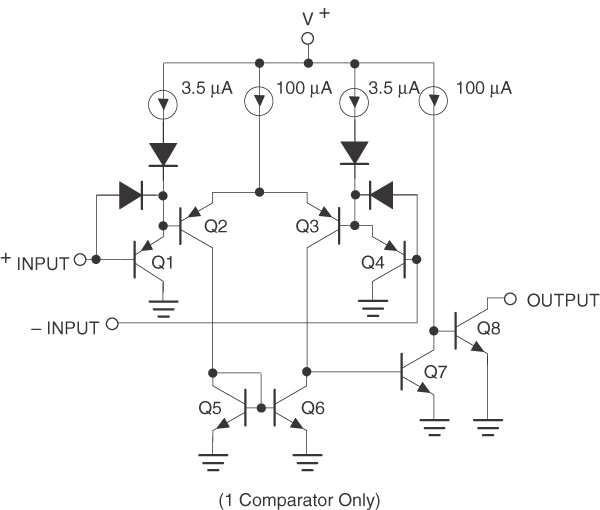 V+
3.5 μA 100 μA 3.5 μA 100 μA
Q2 Q3
+ INPUT Q1 Q4
– INPUT OUTPUT
Q8
Q7
Q5 Q6
(1 Comparator Only)